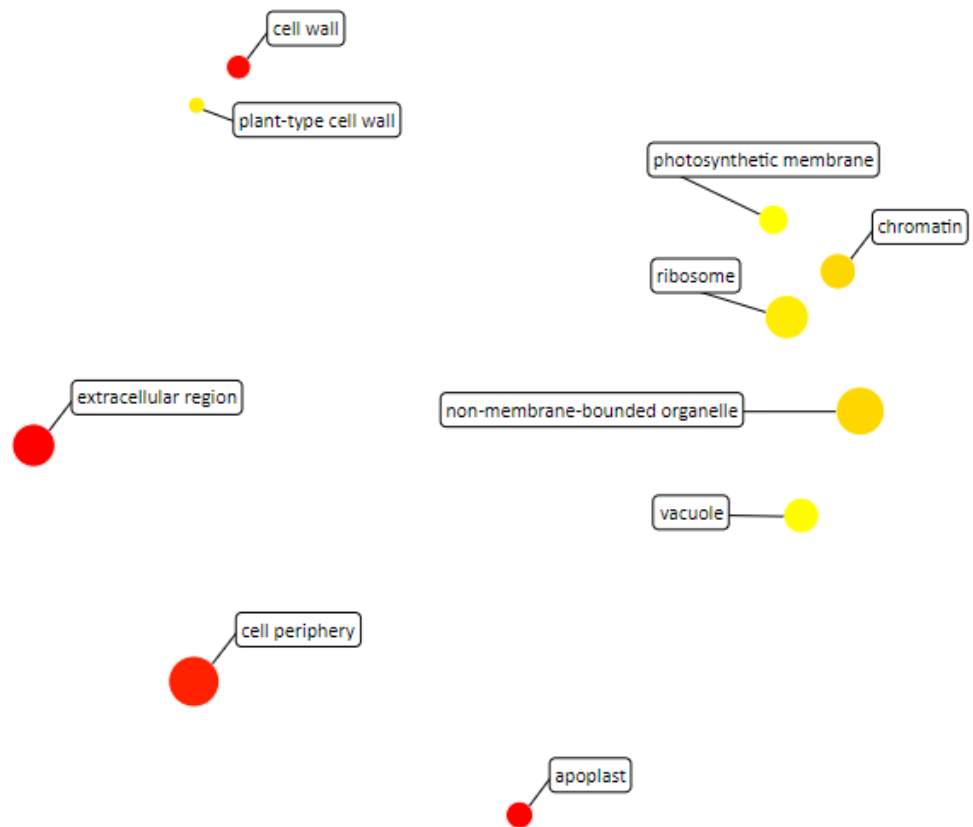 cell wall
plant-type cell wall
photosynthetic membrane
chromatin
ribosome
extracellular region
non-membrane-bounded organelle
vacuole
cell periphery
apoplast